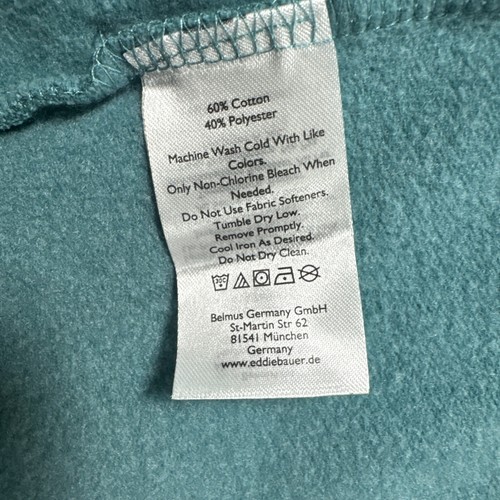 60% Cotton
40% Polyester
Machine Wash Cold With Like
Colors.
Only Non-Chlorine Bleach When
Needed.
Do Not Use Fabric Softeners.
Tumble Dry Low.
Remove Promptly.
Cool Iron As Desired.
Do Not Dry Clean.
Beimus Germany GmbH
St-Martin Str 62
81541 München
Germany
www.eddiebauer.de